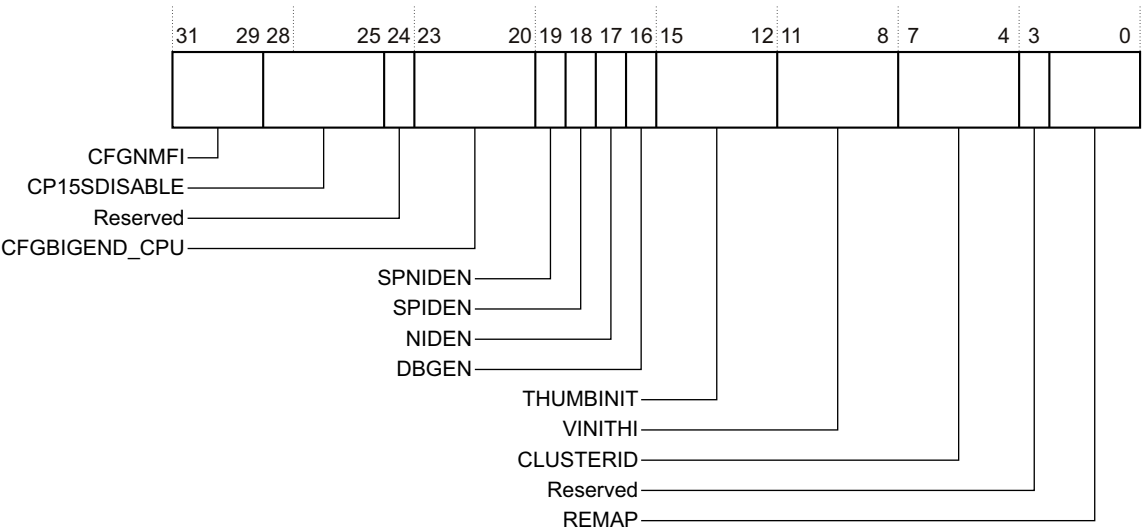 31 29 28 25 24 23 20 19 18 17 16 15 12 11 8 7 4 3 0
CFGNMFI
CP15SDISABLE
Reserved
CFGBIGEND_CPU
SPNIDEN
SPIDEN
NIDEN
DBGEN
THUMBINIT
VINITHI
CLUSTERID
Reserved
REMAP